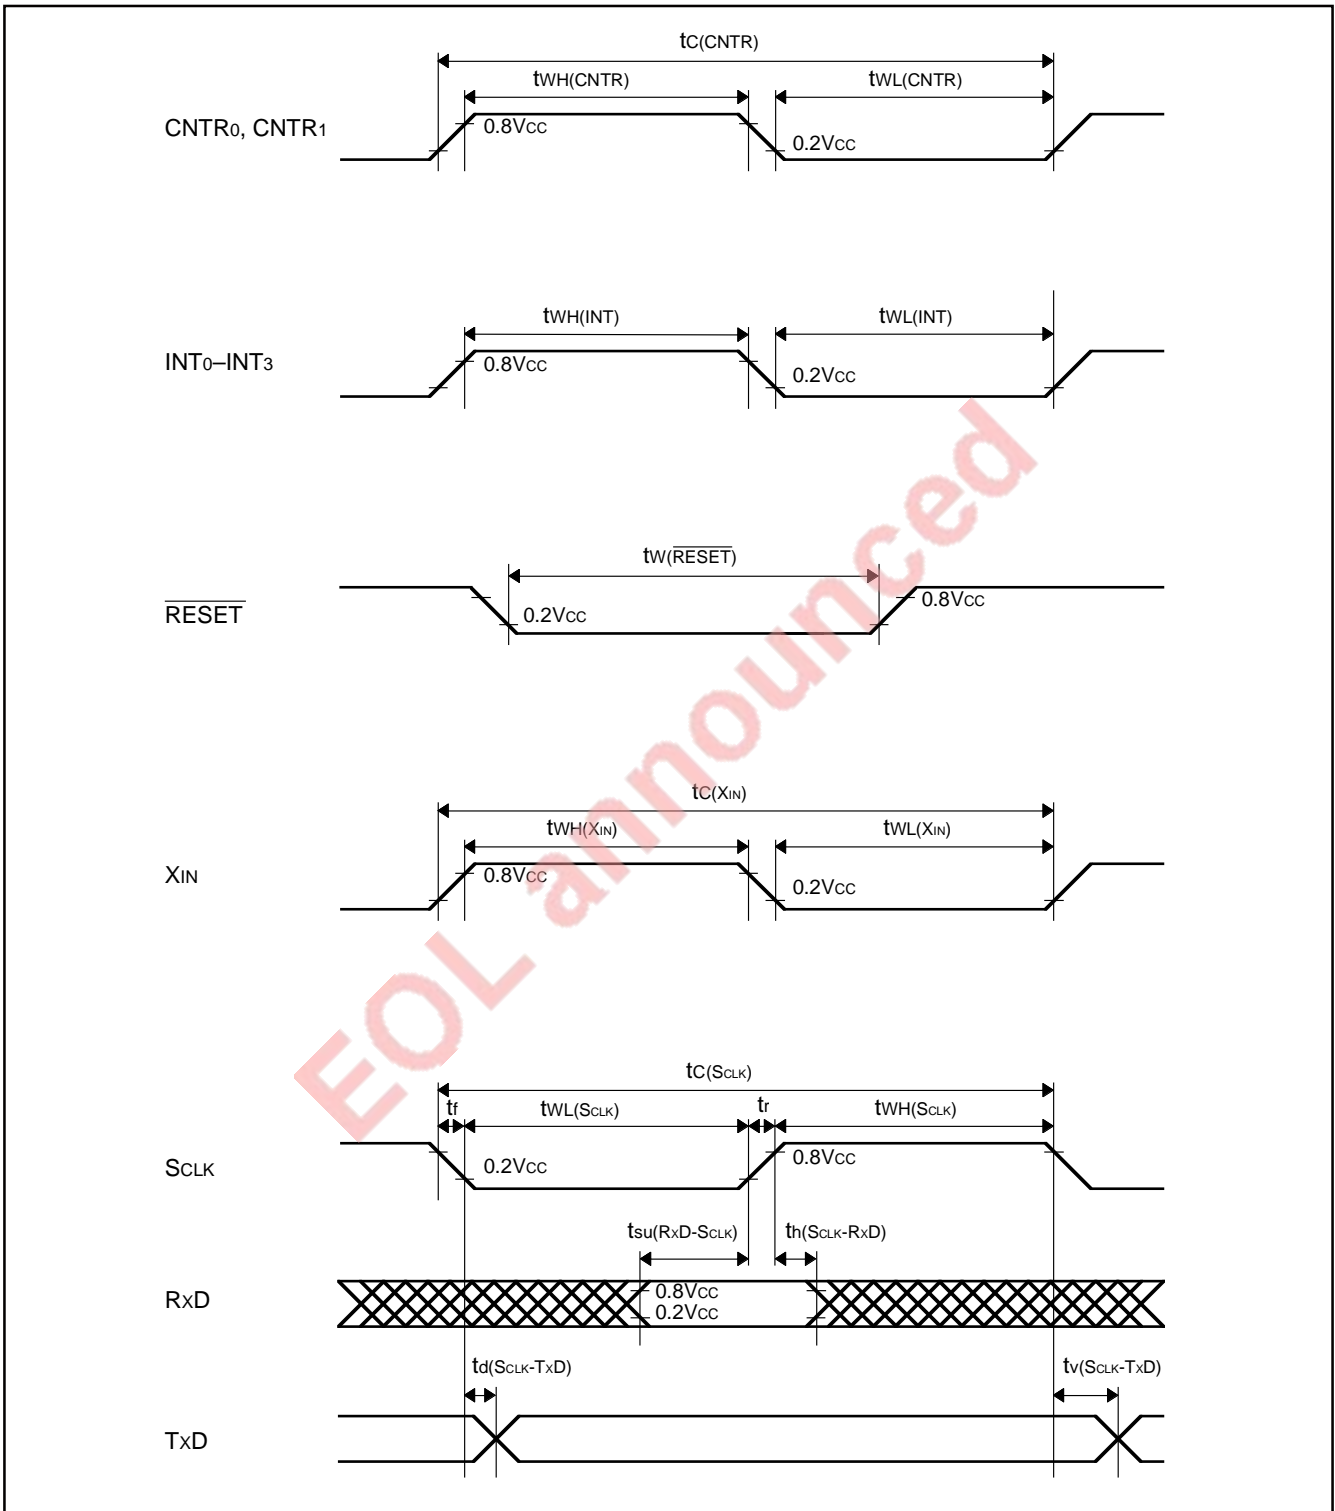 tC(CNTR)
tWH(CNTR) tWL(CNTR)
CNTR0, CNTR1 0.8VCC 0.2VCC
tWH(INT) tWL(INT)
INT0–INT3 0.8VCC 0.2VCC
tW(RESET)
RESET 0.2VCC 0.8VCC
tC(XIN)
tWH(XIN) tWL(XIN)
XIN 0.8VCC 0.2VCC
tC(SCLK)
tf tWL(SCLK) tr tWH(SCLK)
SCLK 0.2VCC 0.8VCC
tsu(RxD-SCLK) th(SCLK-RxD)
RXD 0.8VCC
0.2VCC
td(SCLK-TxD) tv(SCLK-TxD)
TXD
EOL announced